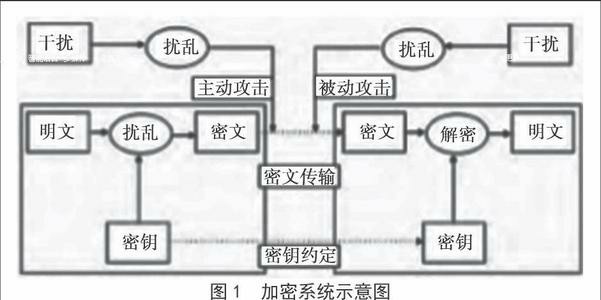 干扰 扰乱 扰乱 干扰
主动攻击 被动攻击
明文 扰乱 密文 密文 解密 明文
密文传输
密钥 密钥
密钥约定
图1 加密系统示意图